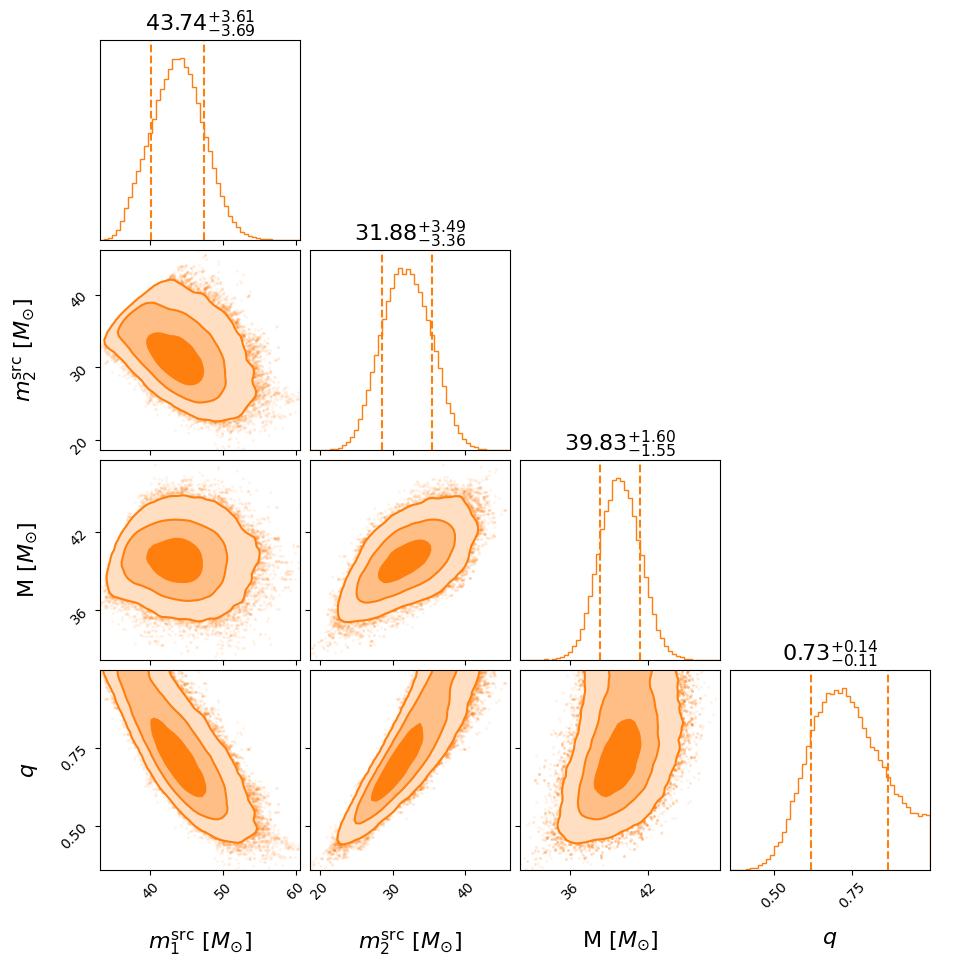 43.74^{+3.61}_{-3.69}
31.88^{+3.49}_{-3.36}
39.83^{+1.60}_{-1.55}
0.73^{+0.14}_{-0.11}
m_2^{src} [M_⊙]
40
30
20
M [M_⊙]
42
36
q
0.75
0.50
40 50 60
20 30 40
36 42
0.50 0.75
m_1^{src} [M_⊙]
m_2^{src} [M_⊙]
M [M_⊙]
q